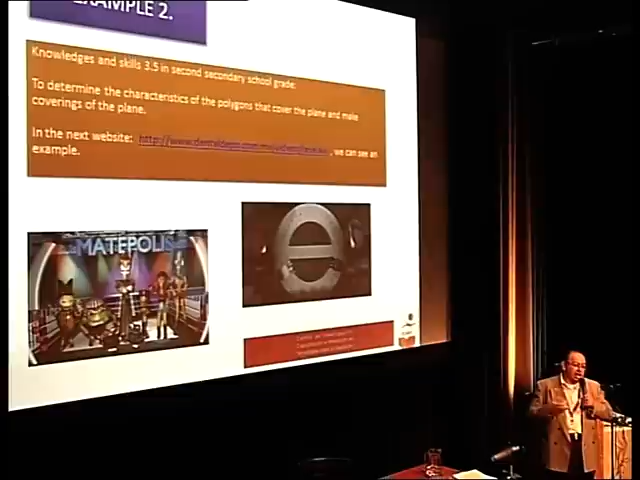 EXAMPLE 2.
Knowledges and skills 3.5 in second secondary school grade:
To determine the characteristics of the polygons that cover the plane and make
coverings of the plane.
In the next website: , we can see an
example.
MATEPOLIS